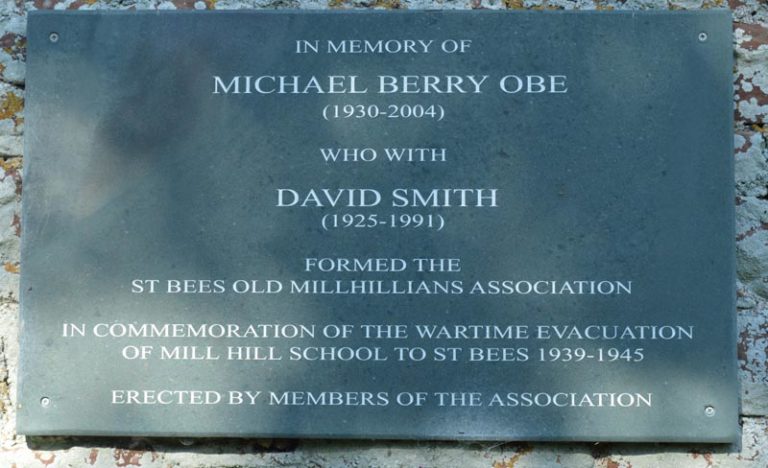 IN MEMORY OF
MICHAEL BERRY OBE
(1930-2004)
WHO WITH
DAVID SMITH
(1925-1991)
FORMED THE
ST BEES OLD MILLHILLIANS ASSOCIATION
IN COMMEMORATION OF THE WARTIME EVACUATION
OF MILL HILL SCHOOL TO ST BEES 1939-1945
ERECTED BY MEMBERS OF THE ASSOCIATION